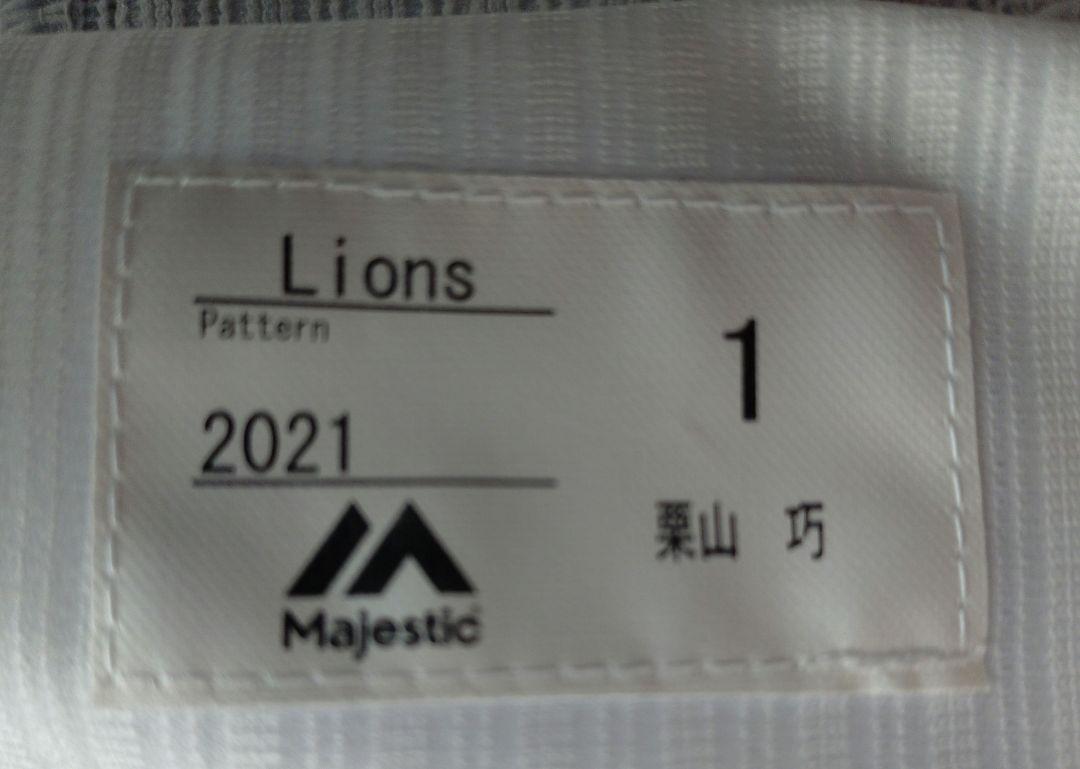 Lions
Pattern
2021
Majestic
1
栗山 巧